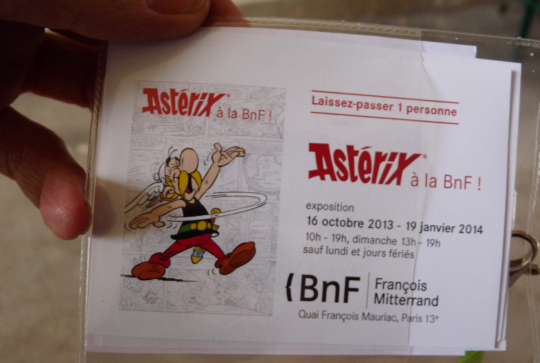 Astérix à la BnF !
Laissez-passer 1 personne
Astérix à la BnF !
exposition
16 octobre 2013 - 19 janvier 2014
10h - 19h, dimanche 13h - 19h
sauf lundi et jours fériés
{BnF | François
Mitterrand
Quai François Mauriac, Paris 13e